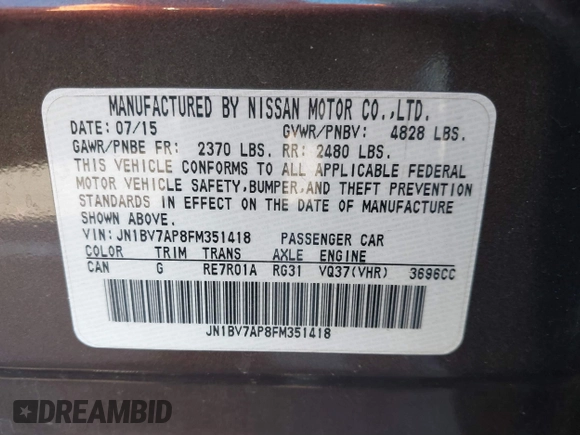 MANUFACTURED BY NISSAN MOTOR CO.,LTD.
DATE: 07/15 GVWR/PNBV: 4828 LBS.
GAWR/PNBE FR: 2370 LBS. RR: 2480 LBS.
THIS VEHICLE CONFORMS TO ALL APPLICABLE FEDERAL
MOTOR VEHICLE SAFETY,BUMPER,AND THEFT PREVENTION
STANDARDS IN EFFECT ON THE DATE OF MANUFACTURE
SHOWN ABOVE.
VIN: JN1BV7AP8FM351418 PASSENGER CAR
COLOR TRIM TRANS AXLE ENGINE
CAN G RE7R01A RG31 VQ37(VHR) 3696CC
JN1BV7AP8FM351418
DREAMBID